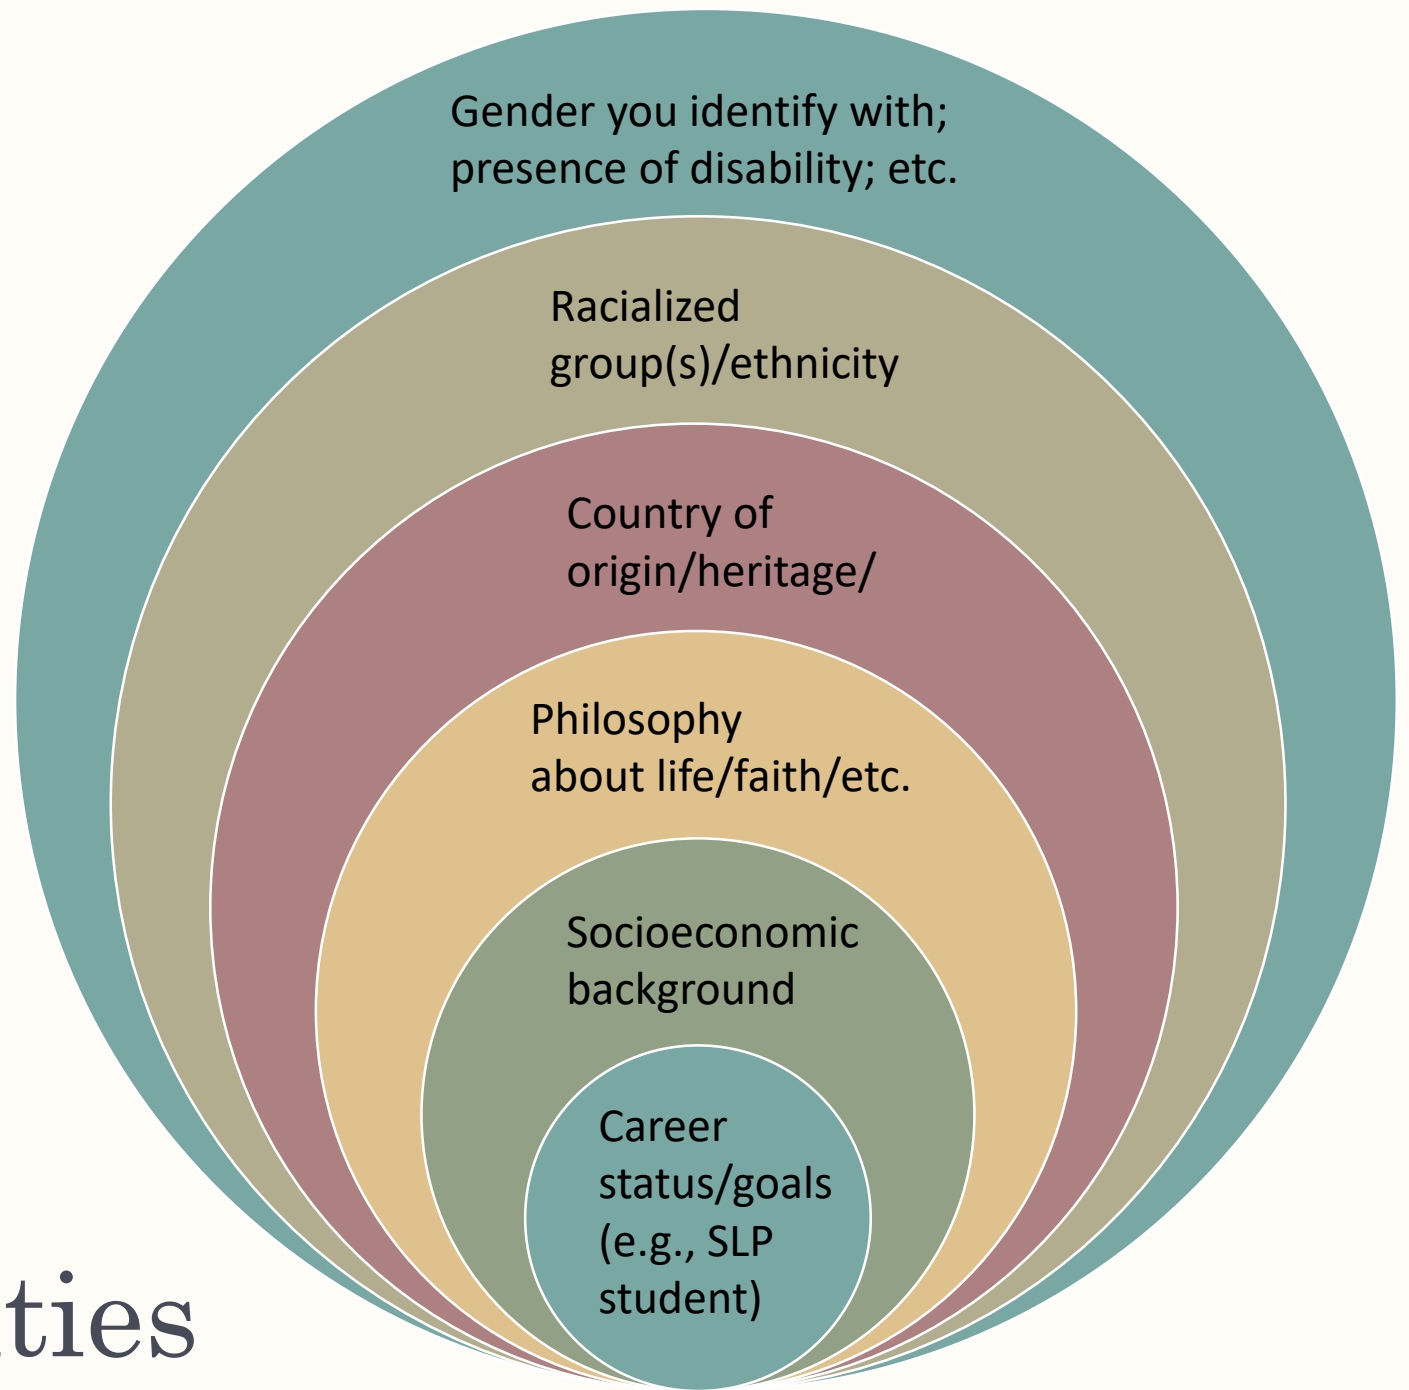 Gender you identify with;
presence of disability; etc.
Racialized
group(s)/ethnicity
Country of
origin/heritage/
Philosophy
about life/faith/etc.
Socioeconomic
background
Career
status/goals
(e.g., SLP
student)